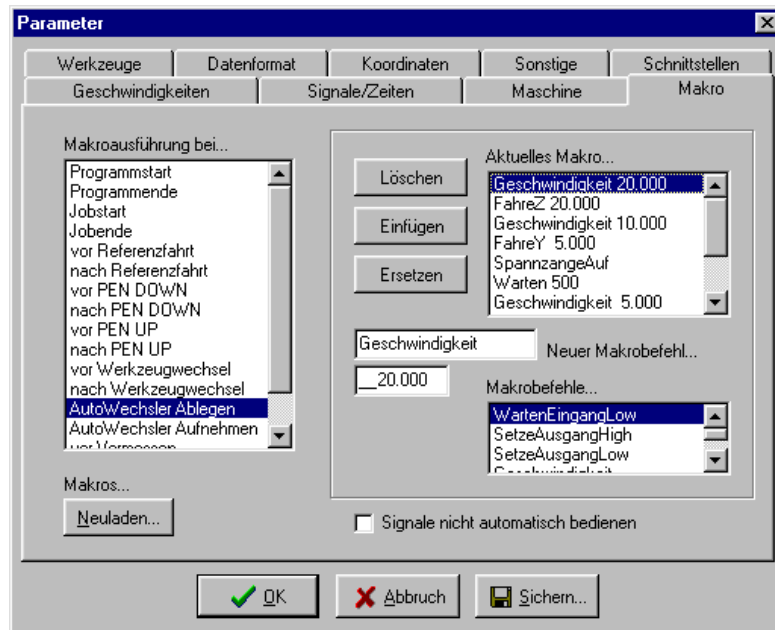 Parameter
Werkzeuge
Datenformat
Koordinaten
Sonstige
Schnittstellen
Geschwindigkeiten
Signale/Zeiten
Maschine
Makro
Makroausführung bei...
Programmstart
Programmende
Jobstart
Jobende
vor Referenzfahrt
nach Referenzfahrt
vor PEN DOWN
nach PEN DOWN
vor PEN UP
nach PEN UP
vor Werkzeugwechsel
nach Werkzeugwechsel
AutoWechsler Ablegen
AutoWechsler Aufnehmen
vor Vermessen
Makros...
Neuladen...
Löschen
Einfügen
Ersetzen
Aktuelles Makro...
Geschwindigkeit 20.000
FahreZ 20.000
Geschwindigkeit 10.000
FahreY  5.000
SpannzangeAuf
Warten 500
Geschwindigkeit  5.000
Geschwindigkeit
Neuer Makrobefehl...
__20.000
Makrobefehle...
WartenEingangLow
SetzeAusgangHigh
SetzeAusgangLow
Geschwindigkeit
Signale nicht automatisch bedienen
OK
Abbruch
Sichern...